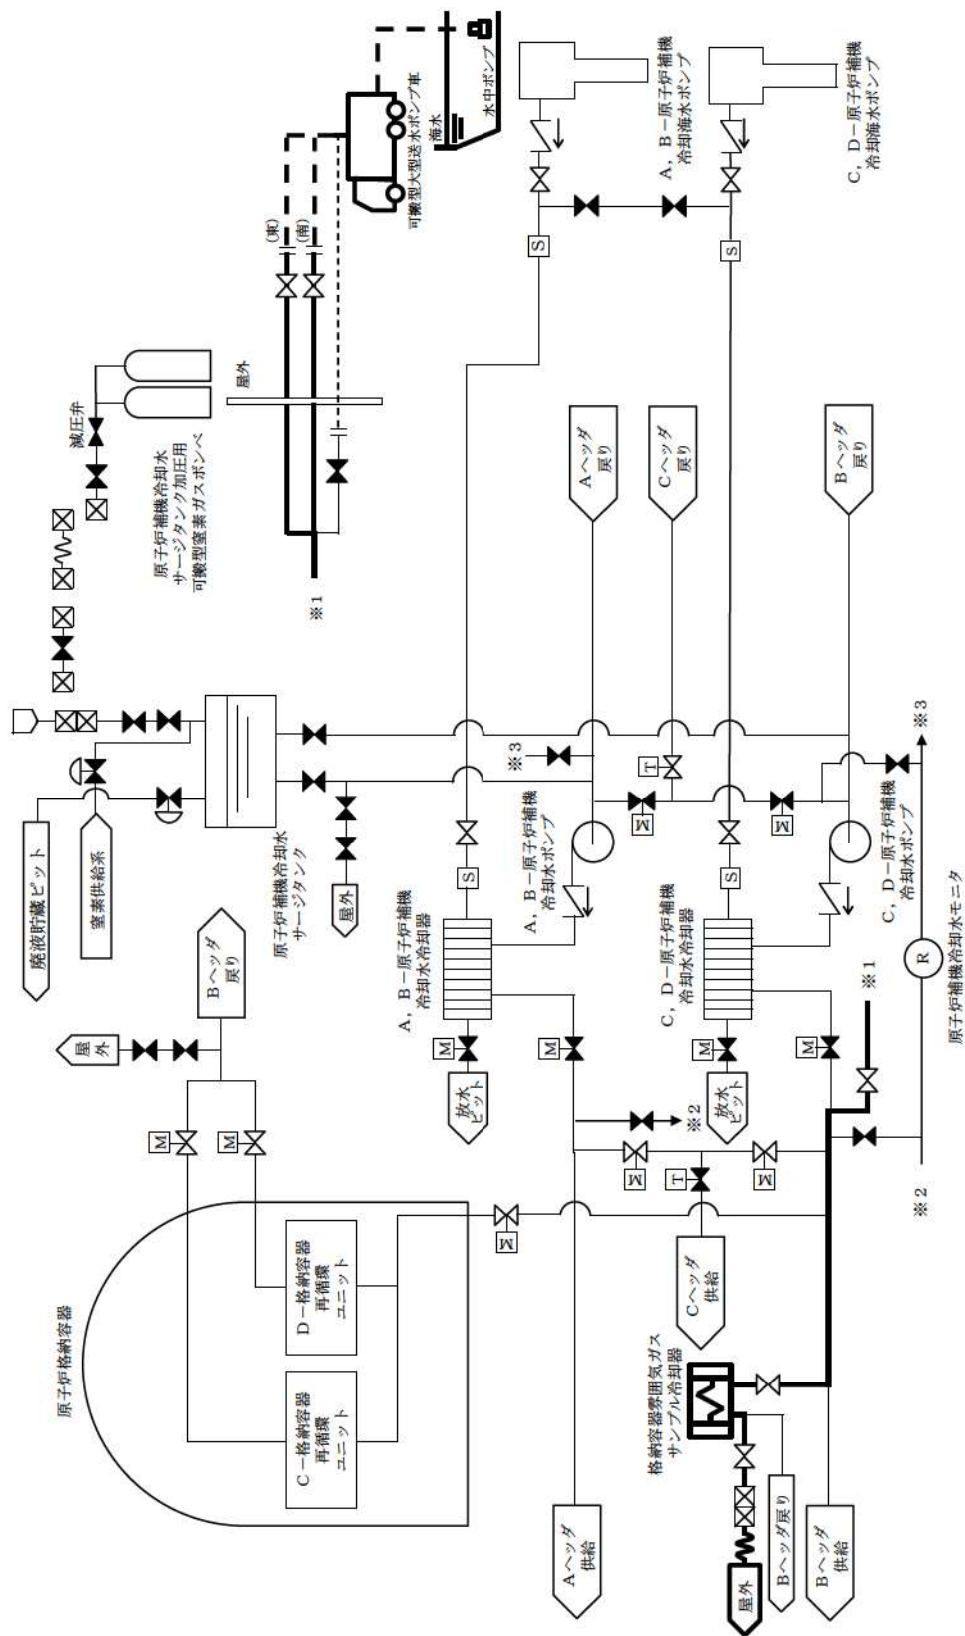 原子炉格納容器
C－格納容器
再循環
ユニット
D－格納容器
再循環
ユニット
M
M
屋外
Bヘッダ
戻り
廃液貯蔵ピット
窒素供給系
原子炉補機冷却水
サージタンク
屋外
原子炉補機冷却水
サージタンク加圧用
可搬型窒素ガスボンベ
減圧弁
屋外
※1
(東)
(南)
可搬型大型送水ポンプ車
海水
水中ポンプ
Aヘッダ
供給
M
放水
ピット
M
M
A，B－原子炉補機
冷却水冷却器
S
A，B－原子炉補機
冷却水ポンプ
※3
Aヘッダ
戻り
S
A，B－原子炉補機
冷却海水ポンプ
※2
M
T
M
Cヘッダ
供給
M
T
M
Cヘッダ
戻り
格納容器雰囲気ガス
サンプル冷却器
放水
ピット
M
M
C，D－原子炉補機
冷却水冷却器
S
S
C，D－原子炉補機
冷却海水ポンプ
屋外
Bヘッダ戻り
Bヘッダ
供給
※1
C，D－原子炉補機
冷却水ポンプ
Bヘッダ
戻り
※2
R
※3
原子炉補機冷却水モニタ